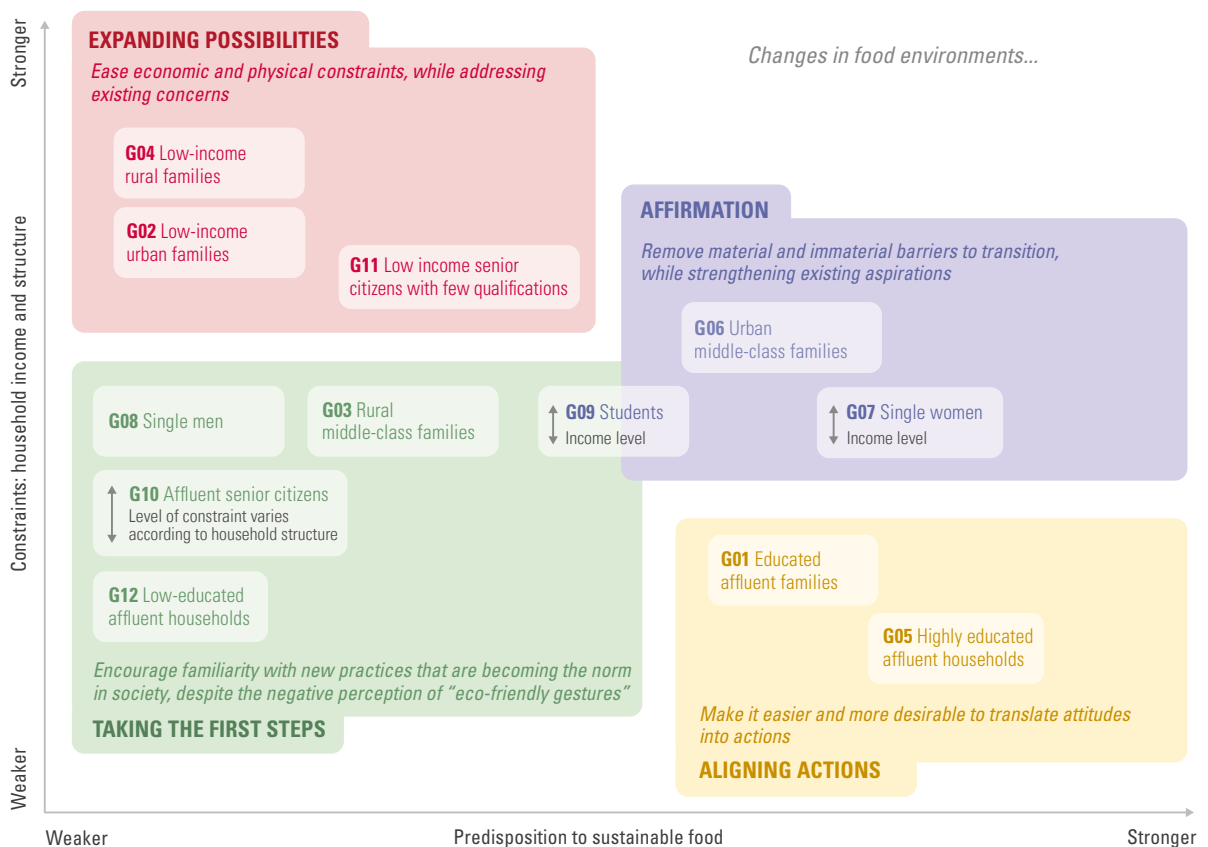 Stronger
Constraints: household income and structure
Weaker
Changes in food environments...
EXPANDING POSSIBILITIES
Ease economic and physical constraints, while addressing
existing concerns
G04 Low-income
rural families
G02 Low-income
urban families
G11 Low income senior
citizens with few qualifications
AFFIRMATION
Remove material and immaterial barriers to transition,
while strengthening existing aspirations
G06 Urban
middle-class families
G09 Students
Income level
G07 Single women
Income level
G08 Single men
G03 Rural
middle-class families
G10 Affluent senior citizens
Level of constraint varies
according to household structure
G12 Low-educated
affluent households
Encourage familiarity with new practices that are becoming the norm
in society, despite the negative perception of “eco-friendly gestures”
TAKING THE FIRST STEPS
G01 Educated
affluent families
G05 Highly educated
affluent households
Make it easier and more desirable to translate attitudes
into actions
ALIGNING ACTIONS
Weaker
Predisposition to sustainable food
Stronger